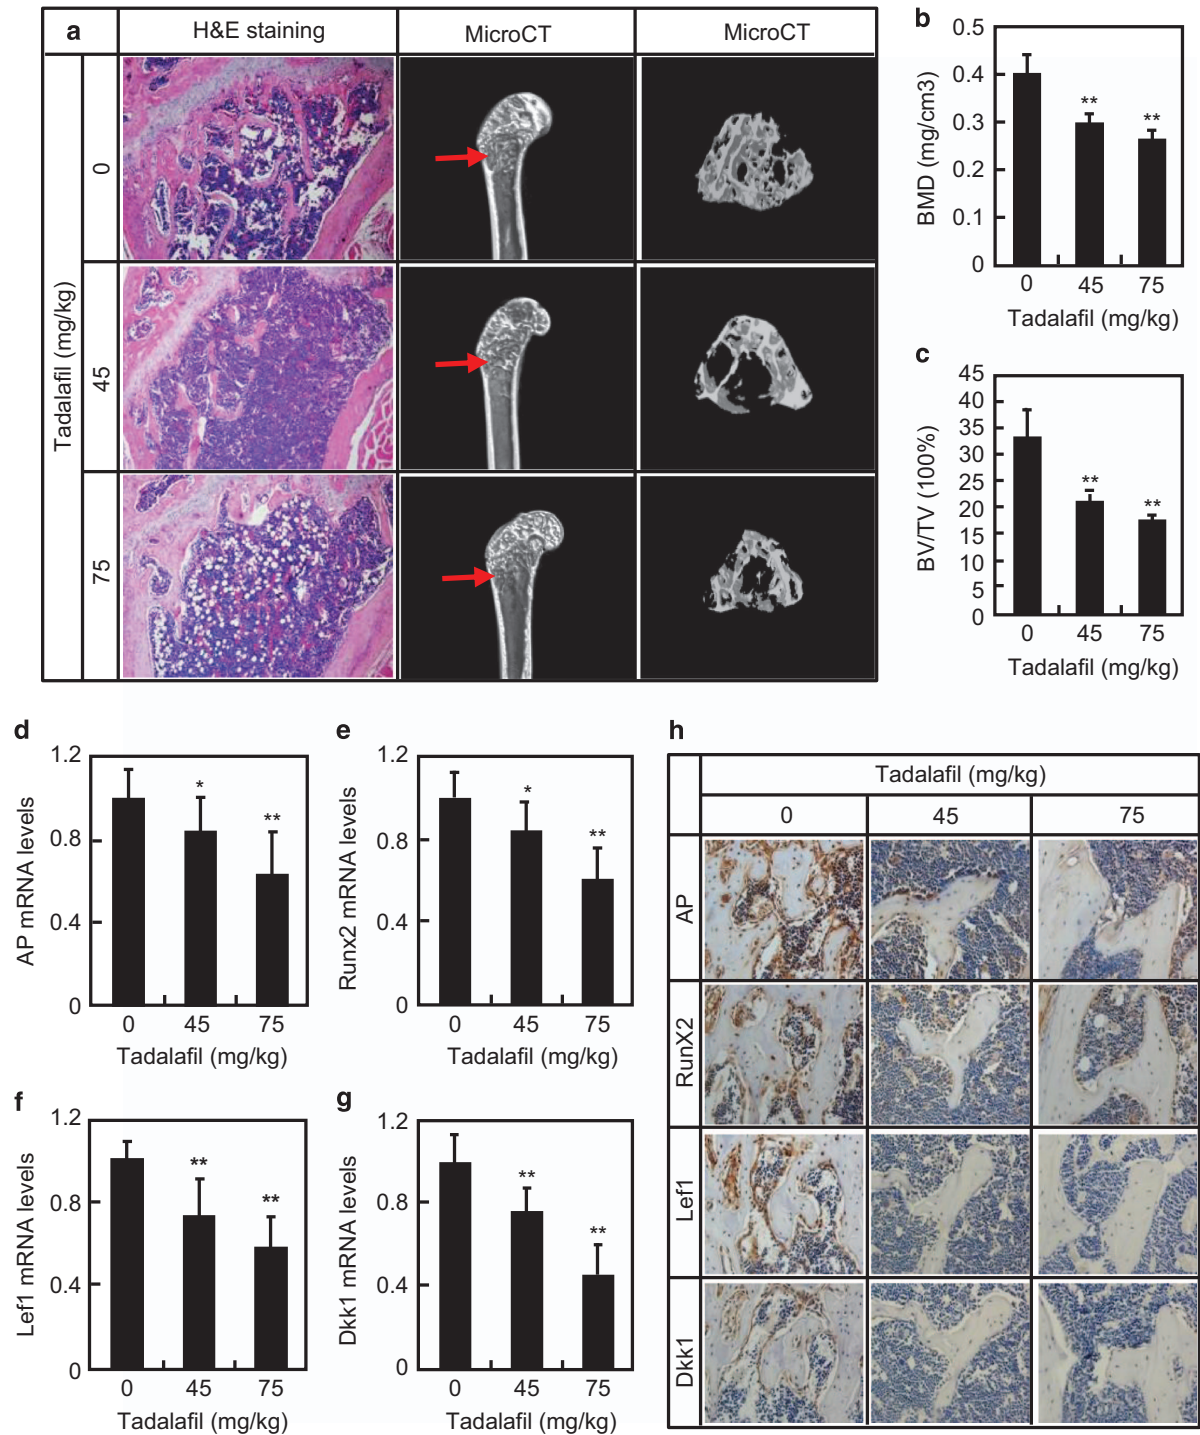 a
H&E staining
MicroCT
MicroCT
Tadalafil (mg/kg)
0
45
75
b
BMD (mg/cm3)
0.5
0.4
0.3
0.2
0.1
0
**
**
0 45 75
Tadalafil (mg/kg)
c
BV/TV (100%)
45
40
35
30
25
20
15
10
5
0
**
**
0 45 75
Tadalafil (mg/kg)
d
AP mRNA levels
1.2
0.8
0.4
0
*
**
0 45 75
Tadalafil (mg/kg)
e
Runx2 mRNA levels
1.2
0.8
0.4
0
*
**
0 45 75
Tadalafil (mg/kg)
f
Lef1 mRNA levels
1.2
0.8
0.4
0
**
**
0 45 75
Tadalafil (mg/kg)
g
Dkk1 mRNA levels
1.2
0.8
0.4
0
**
**
0 45 75
Tadalafil (mg/kg)
h
Tadalafil (mg/kg)
0 45 75
AP
RunX2
Lef1
Dkk1